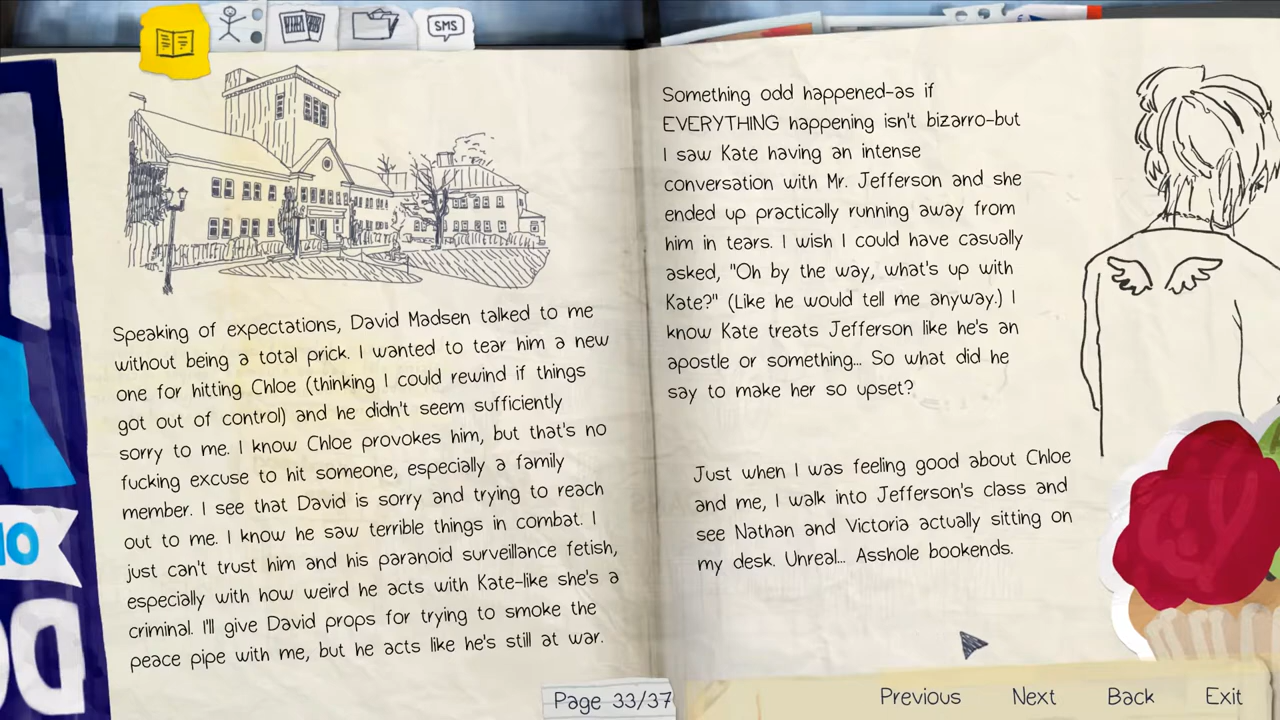 SMS
Speaking of expectations, David Madsen talked to me
without being a total prick. I wanted to tear him a new
one for hitting Chloe (thinking I could rewind if things
got out of control) and he didn't seem sufficiently
sorry to me. I know Chloe provokes him, but that's no
fucking excuse to hit someone, especially a family
member. I see that David is sorry and trying to reach
out to me. I know he saw terrible things in combat. I
just can't trust him and his paranoid surveillance fetish,
especially with how weird he acts with Kate-like she's a
criminal. I'll give David props for trying to smoke the
peace pipe with me, but he acts like he's still at war.
Something odd happened-as if
EVERYTHING happening isn't bizarro-but
I saw Kate having an intense
conversation with Mr. Jefferson and she
ended up practically running away from
him in tears. I wish I could have casually
asked, "Oh by the way, what's up with
Kate?" (Like he would tell me anyway.) I
know Kate treats Jefferson like he's an
apostle or something... So what did he
say to make her so upset?
Just when I was feeling good about Chloe
and me, I walk into Jefferson's class and
see Nathan and Victoria actually sitting on
my desk. Unreal... Asshole bookends.
Page 33/37
Previous Next Back Exit